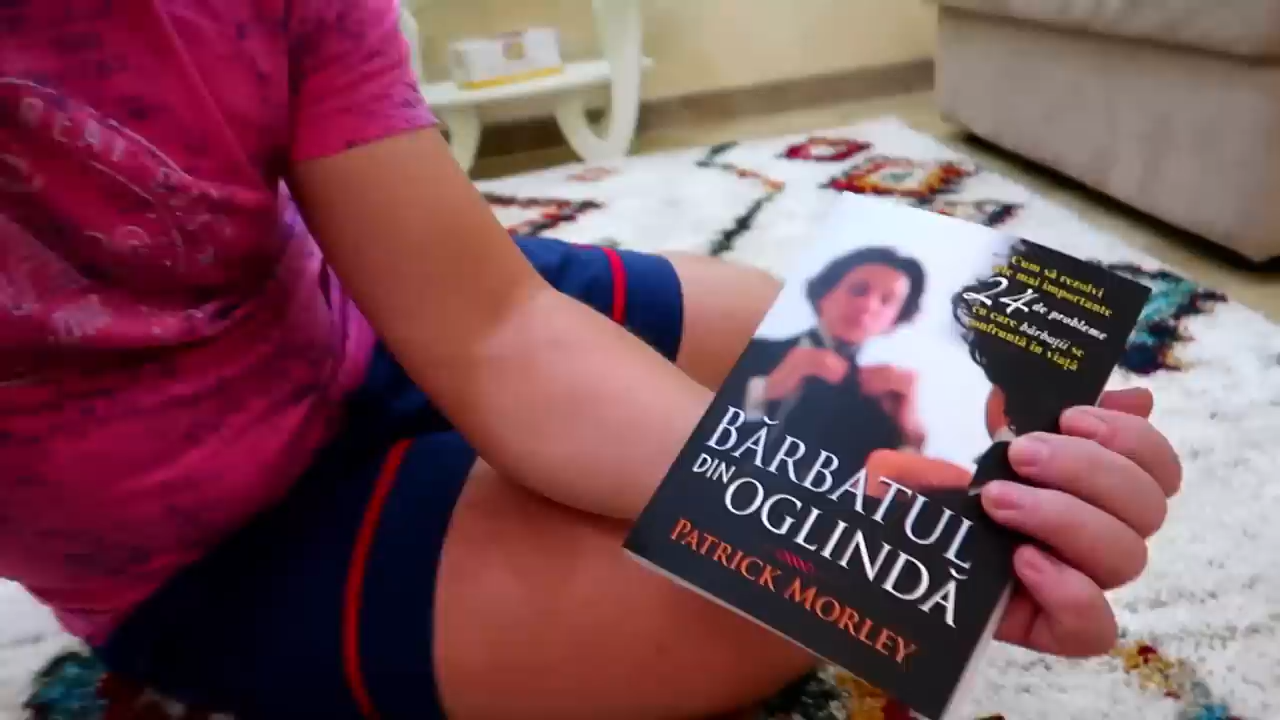 Cum să rezolvi
cele mai importante
24 de probleme
cu care bărbații se
confruntă în viață
BĂRBATUL
DIN OGLINDĂ
PATRICK MORLEY